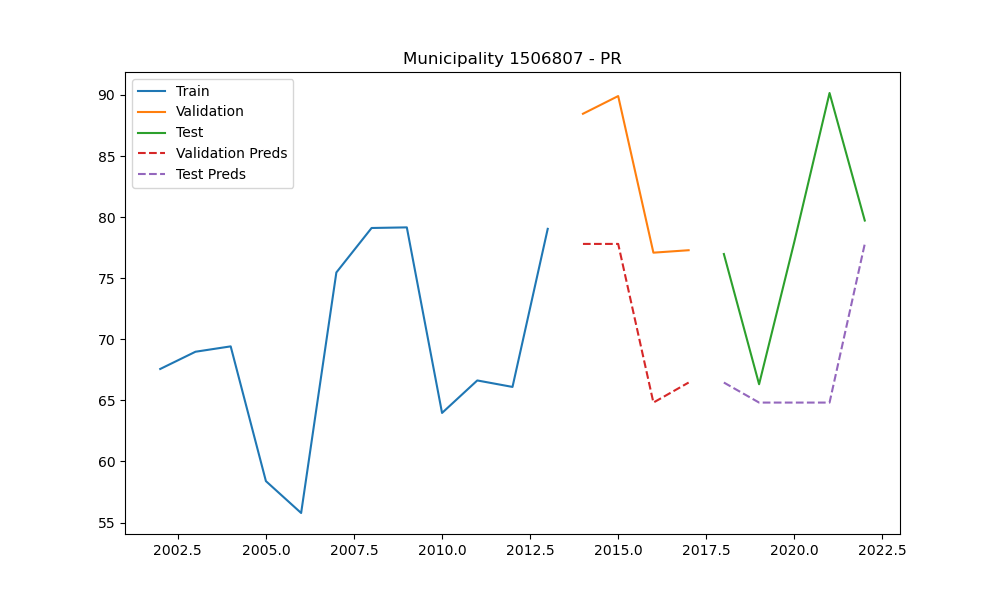 Municipality 1506807 - PR
Train
Validation
Test
Validation Preds
Test Preds
90
85
80
75
70
65
60
55
2002.5 2005.0 2007.5 2010.0 2012.5 2015.0 2017.5 2020.0 2022.5